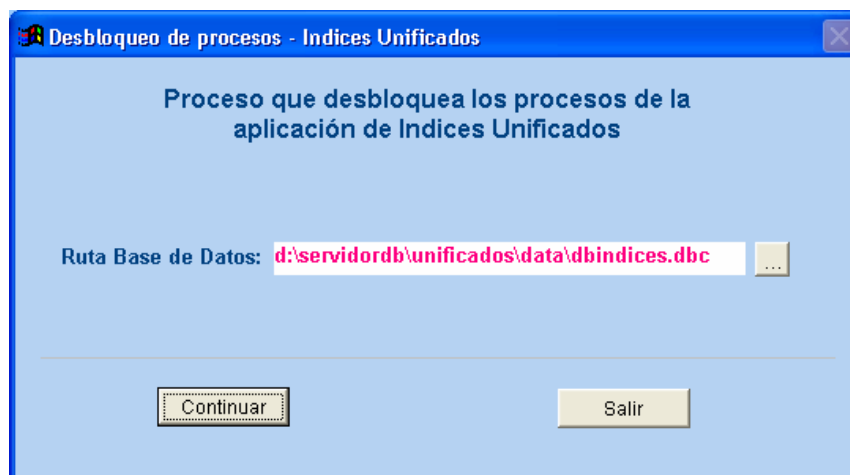 Desbloqueo de procesos - Indices Unificados
Proceso que desbloquea los procesos de la
aplicación de Indices Unificados
Ruta Base de Datos: d:\servidordb\unificados\data\dbindices.dbc ...
Continuar Salir